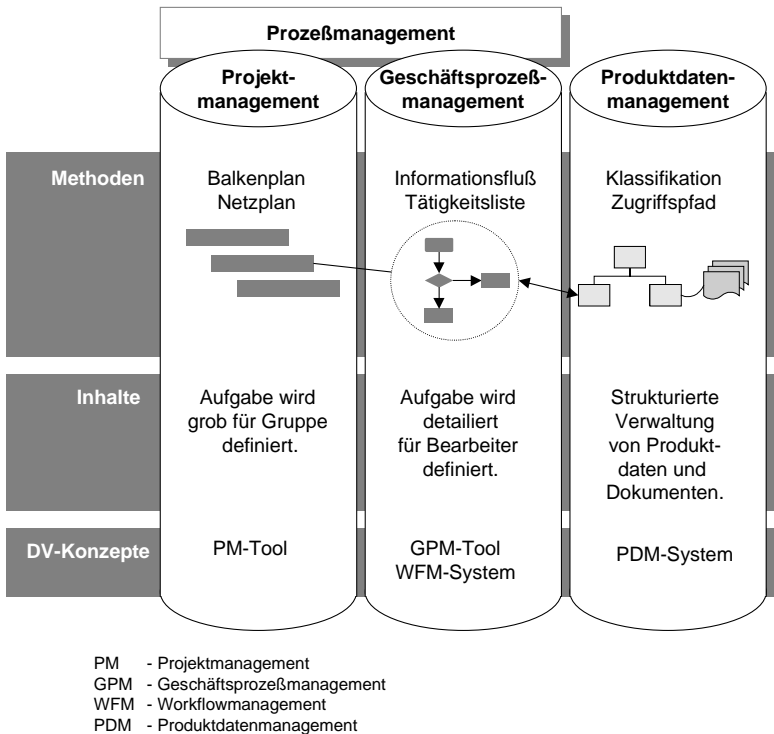 Prozeßmanagement
Projekt-
management
Geschäftsprozeß-
management
Produktdaten-
management
Methoden
Balkenplan
Netzplan
Informationsfluß
Tätigkeitsliste
Klassifikation
Zugriffspfad
Inhalte
Aufgabe wird
grob für Gruppe
definiert.
Aufgabe wird
detailiert
für Bearbeiter
definiert.
Strukturierte
Verwaltung
von Produkt-
daten und
Dokumenten.
DV-Konzepte
PM-Tool
GPM-Tool
WFM-System
PDM-System
PM - Projektmanagement
GPM - Geschäftsprozeßmanagement
WFM - Workflowmanagement
PDM - Produktdatenmanagement